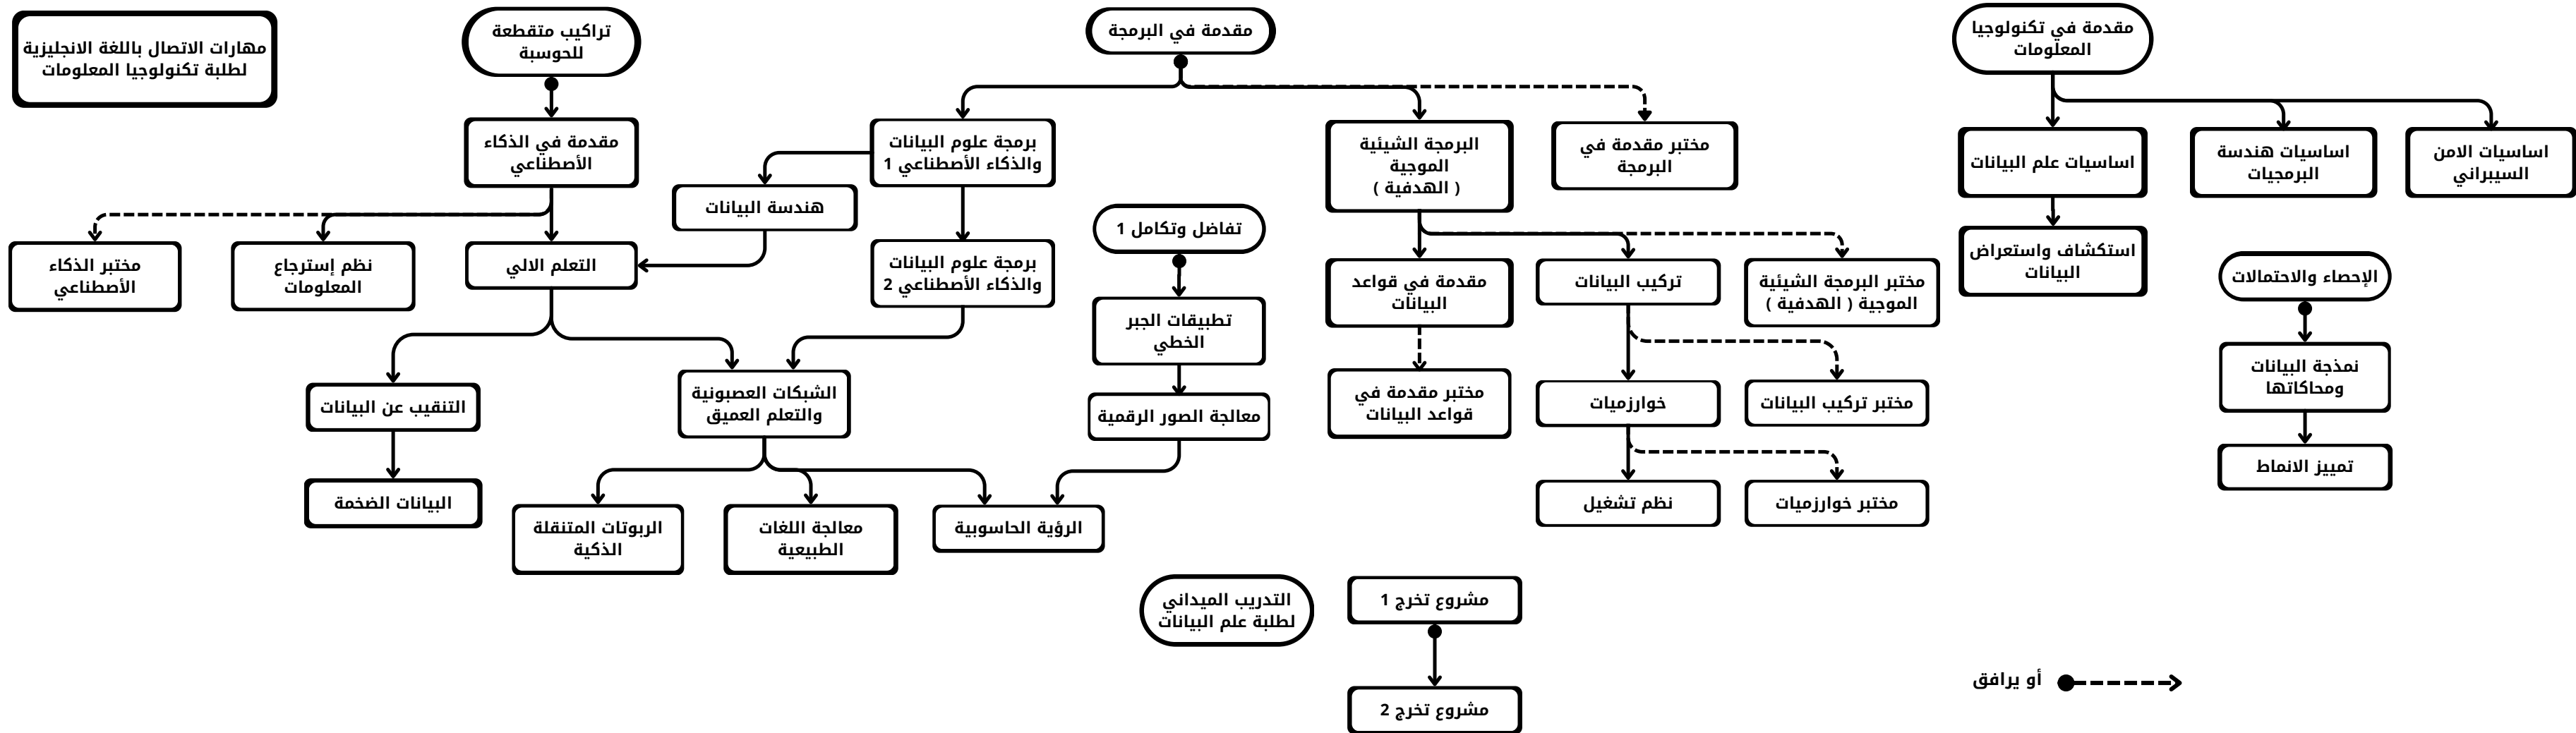 مهارات الاتصال باللغة الانجليزية
لطلبة تكنولوجيا المعلومات
تراكيب متقطعة
للحوسبة
مقدمة في البرمجة
مقدمة في تكنولوجيا
المعلومات
مقدمة في الذكاء
الأصطناعي
برمجة علوم البيانات
والذكاء الأصطناعي 1
البرمجة الشيئية
الموجية
( الهدفية )
مختبر مقدمة في
البرمجة
اساسيات علم البيانات
اساسيات هندسة
البرمجيات
اساسيات الامن
السيبراني
هندسة البيانات
تفاضل وتكامل 1
مختبر الذكاء
الأصطناعي
نظم إسترجاع
المعلومات
التعلم الالي
برمجة علوم البيانات
والذكاء الأصطناعي 2
مقدمة في قواعد
البيانات
تركيب البيانات
مختبر البرمجة الشيئية
الموجية ( الهدفية )
استكشاف واستعراض
البيانات
الإحصاء والاحتمالات
تطبيقات الجبر
الخطي
نمذجة البيانات
ومحاكاتها
التنقيب عن البيانات
الشبكات العصبونية
والتعلم العميق
معالجة الصور الرقمية
مختبر مقدمة في
قواعد البيانات
خوارزميات
مختبر تركيب البيانات
تمييز الانماط
البيانات الضخمة
الربوتات المتنقلة
الذكية
معالجة اللغات
الطبيعية
الرؤية الحاسوبية
نظم تشغيل
مختبر خوارزميات
التدريب الميداني
لطلبة علم البيانات
مشروع تخرج 1
مشروع تخرج 2
أو يرافق